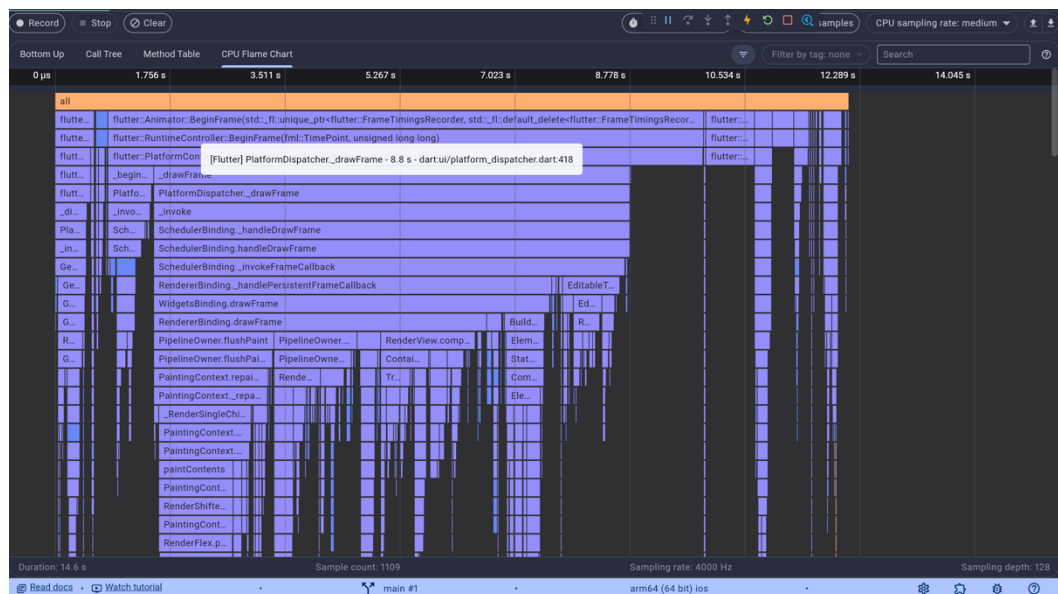 Record Stop Clear samples CPU sampling rate: medium
Bottom Up Call Tree Method Table CPU Flame Chart Filter by tag: none Search
0 µs 1.756 s 3.511 s 5.267 s 7.023 s 8.778 s 10.534 s 12.289 s 14.045 s
all
flutte... flutter::Animator::BeginFrame(std::_fl::unique_ptr<flutter::FrameTimingsRecorder, std::_fl::default_delete<flutter::FrameTimingsRecor... flutter::...
flutte... flutter::RuntimeController::BeginFrame(fml::TimePoint, unsigned long long) flutter::...
flutt... flutter::PlatformCon [Flutter] PlatformDispatcher._drawFrame - 8.8 s - dart:ui/platform_dispatcher.dart:418 flutter::...
flutt... _begin... _drawFrame
flutt... Platfo... PlatformDispatcher._drawFrame
_di... _invo... _invoke
Pla... Sch... SchedulerBinding._handleDrawFrame
_in... Sch... SchedulerBinding.handleDrawFrame
Ge... SchedulerBinding._invokeFrameCallback
Ge... RendererBinding._handlePersistentFrameCallback EditableT...
G... WidgetsBinding.drawFrame Ed...
G... RendererBinding.drawFrame Build... R...
R... PipelineOwner.flushPaint PipelineOwner.... RenderView.comp... Elem...
G... PipelineOwner.flushPai... PipelineOwne... Contai... Stat...
PaintingContext.repai... Rende... Tr... Com...
PaintingContext._repa... Ele...
_RenderSingleChi...
PaintingContext....
PaintingContext....
paintContents
PaintingCont...
RenderShifte...
PaintingCont...
RenderFlex.p...
Duration: 14.6 s Sample count: 1109 Sampling rate: 4000 Hz Sampling depth: 128
Read docs • Watch tutorial • main #1 • arm64 (64 bit) ios •